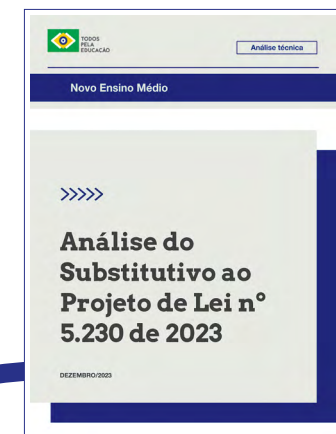 TODOS
PELA
EDUCAÇÃO
Análise técnica
Novo Ensino Médio
>>>>>
Análise do
Substitutivo ao
Projeto de Lei nº
5.230 de 2023
DEZEMBRO/2023